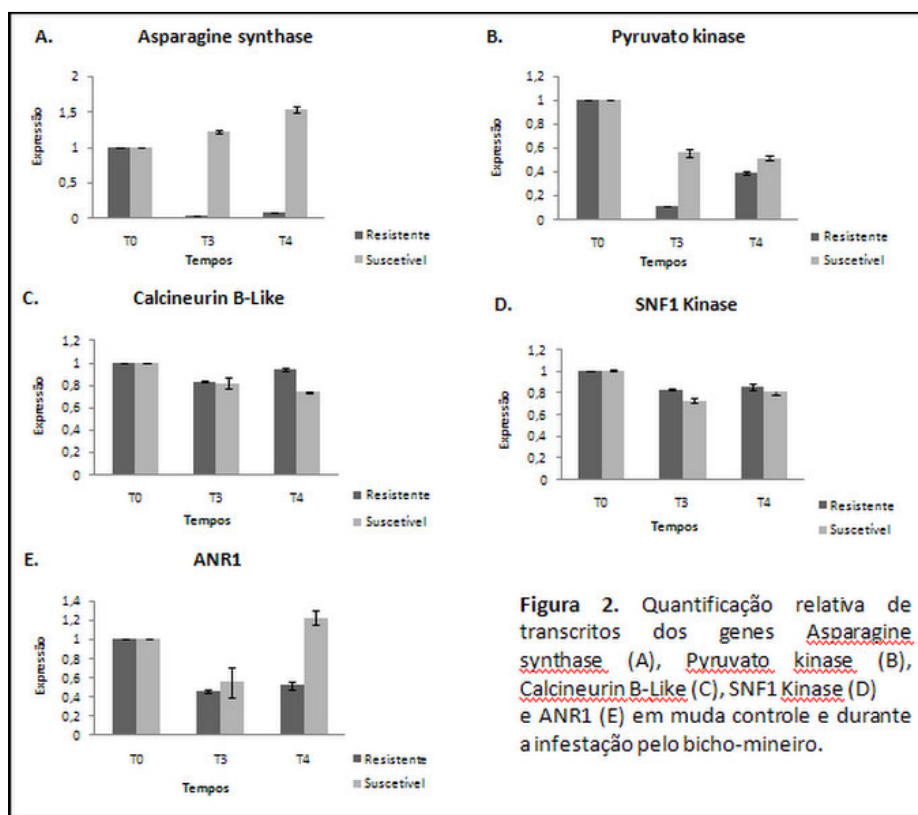 A. Asparagine synthase
2
1,5
1
0,5
0
Expressão
T0 T3 T4
Tempos
Resistente
Suscetível
B. Pyruvato kinase
1,2
1
0,8
0,6
0,4
0,2
0
Expressão
T0 T3 T4
Tempos
Resistente
Suscetível
C. Calcineurin B-Like
1,2
1
0,8
0,6
0,4
0,2
0
Expressão
T0 T3 T4
Tempos
Resistente
Suscetível
D. SNF1 Kinase
1,2
1
0,8
0,6
0,4
0,2
0
Expressão
T0 T3 T4
Tempos
Resistente
Suscetível
E. ANR1
1,4
1,2
1
0,8
0,6
0,4
0,2
0
Expressão
T0 T3 T4
Tempos
Resistente
Suscetível
Figura 2. Quantificação relativa de
transcritos dos genes Asparagine
synthase (A), Pyruvato kinase (B),
Calcineurin B-Like (C), SNF1 Kinase (D)
e ANR1 (E) em muda controle e durante
a infestação pelo bicho-mineiro.